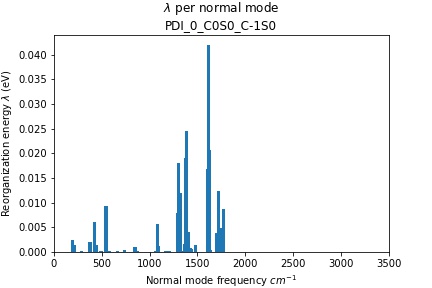 λ per normal mode
PDI_0_C0S0_C-1S0
Reorganization energy λ (eV)
0.040
0.035
0.030
0.025
0.020
0.015
0.010
0.005
0.000
0 500 1000 1500 2000 2500 3000 3500
Normal mode frequency cm⁻¹